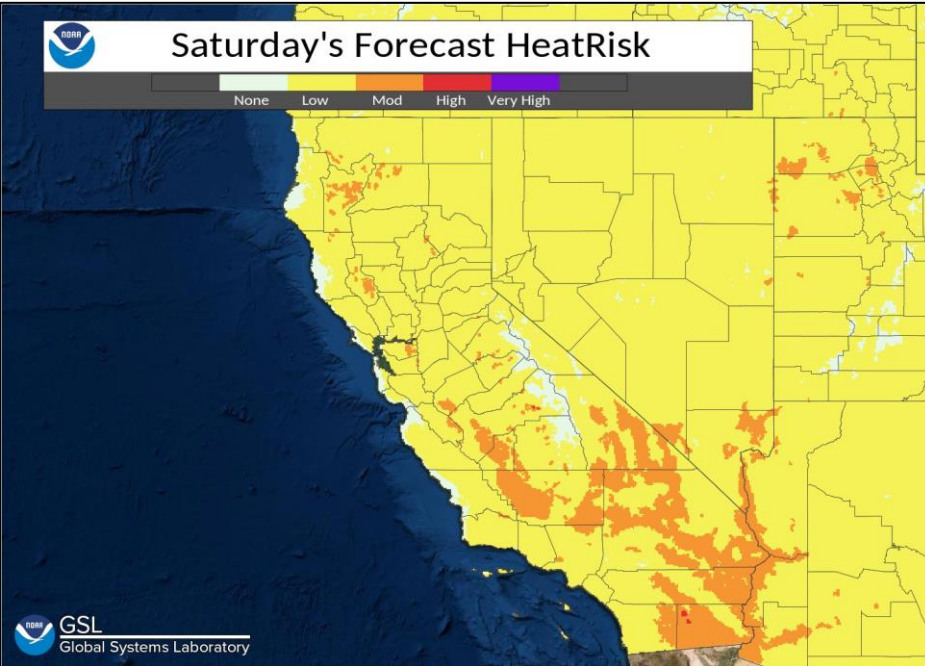 NOAA
Saturday's Forecast HeatRisk
None Low Mod High Very High
NOAA
GSL
Global Systems Laboratory